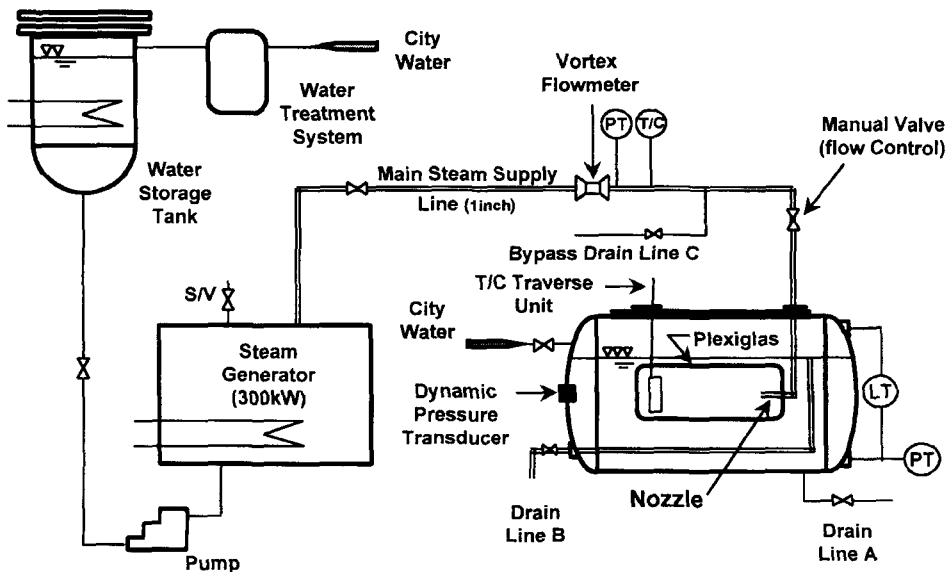 City
Water
Water
Treatment
System
Water
Storage
Tank
Vortex
Flowmeter
PT
T/C
Manual Valve
(flow Control)
Main Steam Supply
Line (1inch)
Bypass Drain Line C
T/C Traverse
Unit
S/V
City
Water
Plexiglas
Steam
Generator
(300kW)
Dynamic
Pressure
Transducer
LT
PT
Nozzle
Drain
Line B
Drain
Line A
Pump